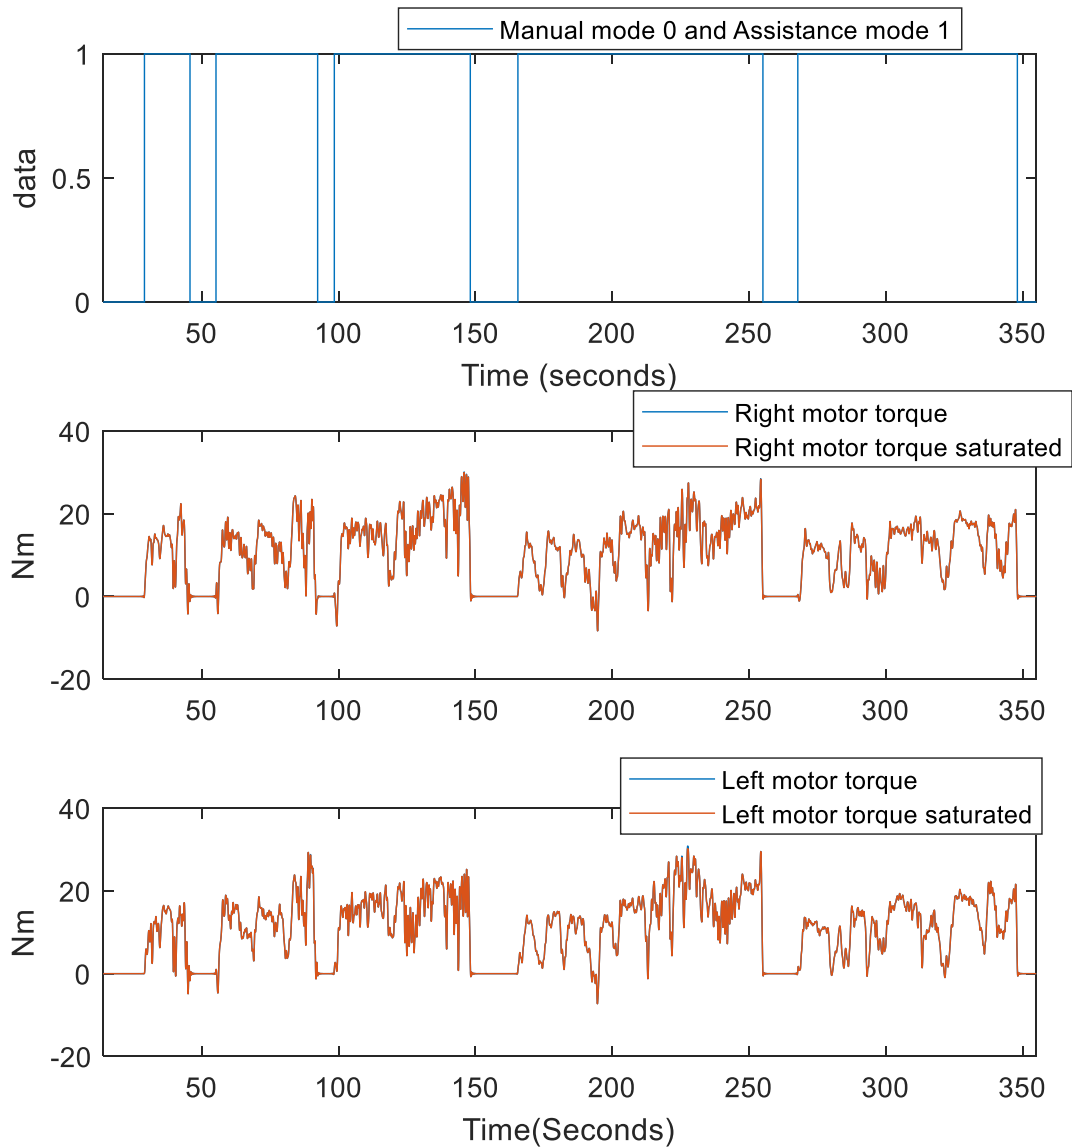 Manual mode 0 and Assistance mode 1
1
0.5
0
data
50 100 150 200 250 300 350
Time (seconds)
Right motor torque
Right motor torque saturated
40
20
0
-20
Nm
50 100 150 200 250 300 350
Left motor torque
Left motor torque saturated
40
20
0
-20
Nm
50 100 150 200 250 300 350
Time(Seconds)